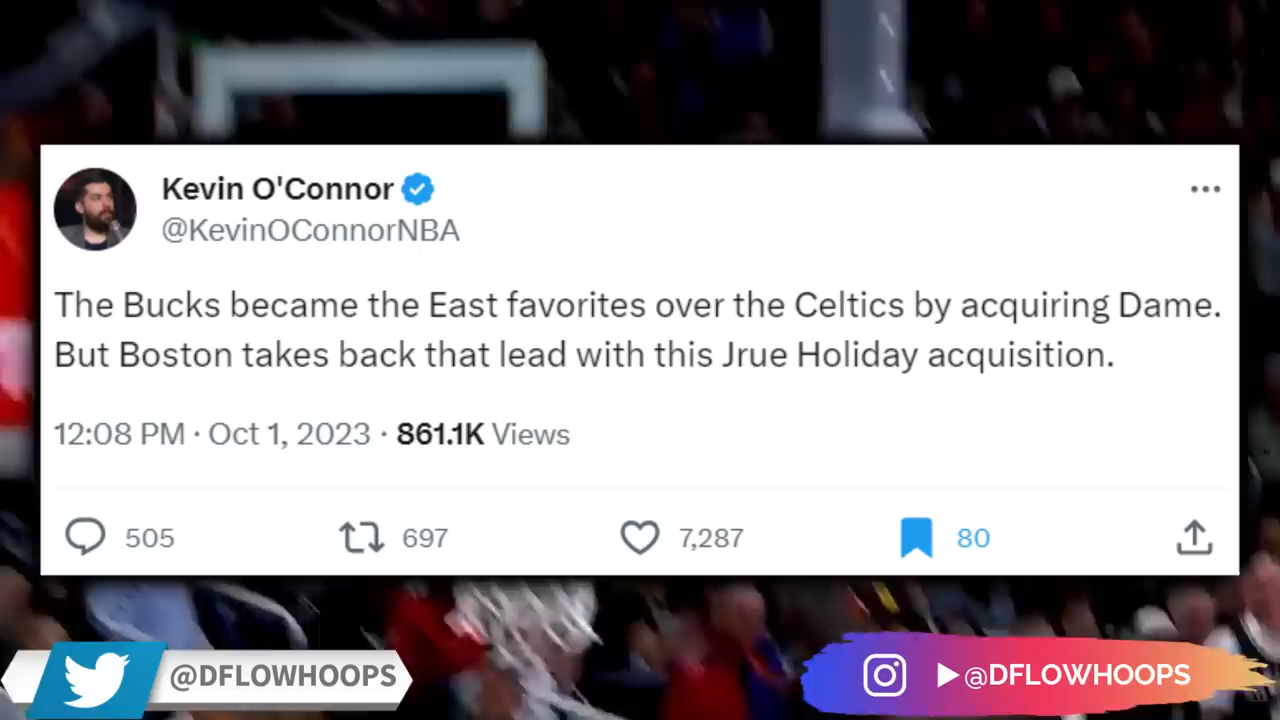 Kevin O'Connor
@KevinOConnorNBA
The Bucks became the East favorites over the Celtics by acquiring Dame.
But Boston takes back that lead with this Jrue Holiday acquisition.
12:08 PM · Oct 1, 2023 · 861.1K Views
505 697 7,287 80
@DFLOWHOOPS
@DFLOWHOOPS